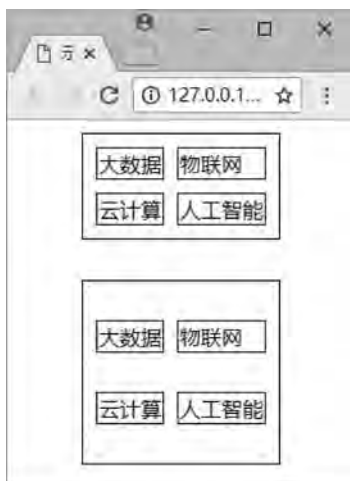 127.0.0.1...
大数据 物联网
云计算 人工智能
大数据 物联网
云计算 人工智能